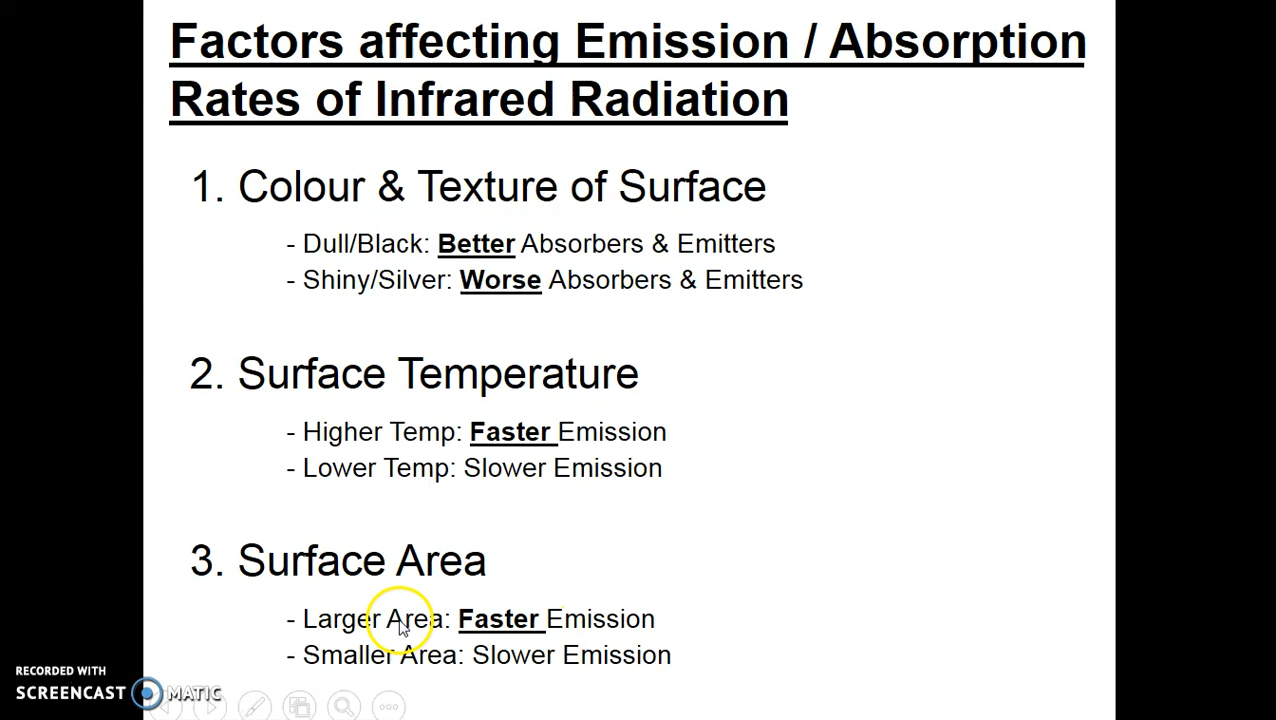 Factors affecting Emission / Absorption
Rates of Infrared Radiation
1. Colour & Texture of Surface
- Dull/Black: Better Absorbers & Emitters
- Shiny/Silver: Worse Absorbers & Emitters
2. Surface Temperature
- Higher Temp: Faster Emission
- Lower Temp: Slower Emission
3. Surface Area
- Larger Area: Faster Emission
- Smaller Area: Slower Emission
RECORDED WITH
SCREENCAST MATIC